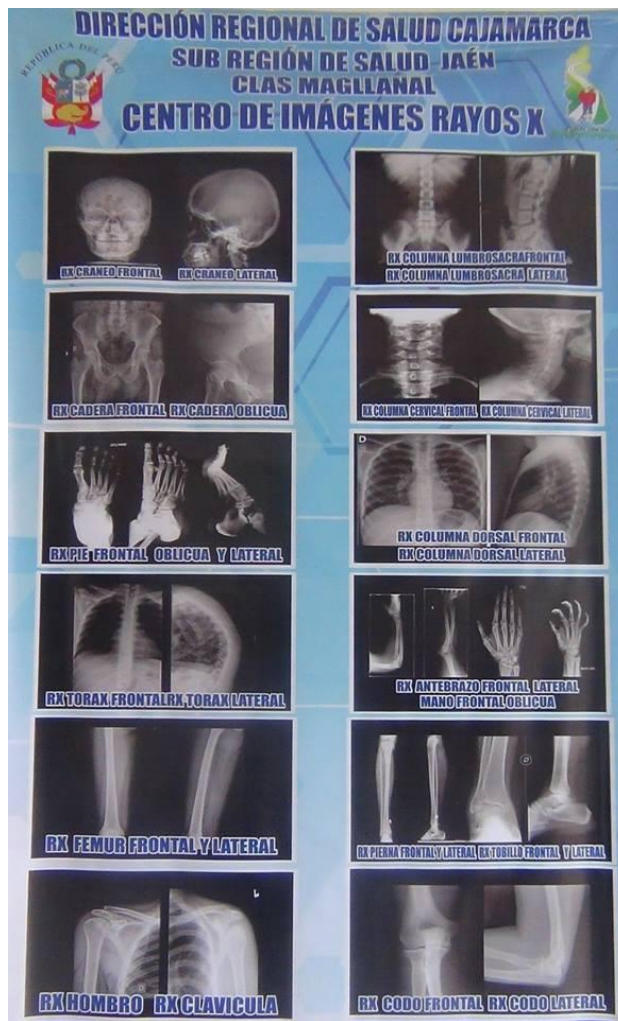 DIRECCIÓN REGIONAL DE SALUD CAJAMARCA
SUB REGIÓN DE SALUD JAÉN
CLAS MAGLLAÑAL
CENTRO DE IMÁGENES RAYOS X
REPÚBLICA DEL PERÚ
RX CRANEO FRONTAL RX CRANEO LATERAL
RX COLUMNA LUMBROSACRAFRONTAL
RX COLUMNA LUMBROSACRA LATERAL
RX CADERA FRONTAL RX CADERA OBLICUA
RX COLUMNA CERVICAL FRONTAL RX COLUMNA CERVICAL LATERAL
RX PIE FRONTAL OBLICUA Y LATERAL
D
RX COLUMNA DORSAL FRONTAL
RX COLUMNA DORSAL LATERAL
RX TORAX FRONTALRX TORAX LATERAL
RX ANTEBRAZO FRONTAL LATERAL
MANO FRONTAL OBLICUA
RX FEMUR FRONTAL Y LATERAL
RX PIERNA FRONTAL Y LATERAL RX TOBILLO FRONTAL Y LATERAL
RX HOMBRO RX CLAVICULA
RX CODO FRONTAL RX CODO LATERAL